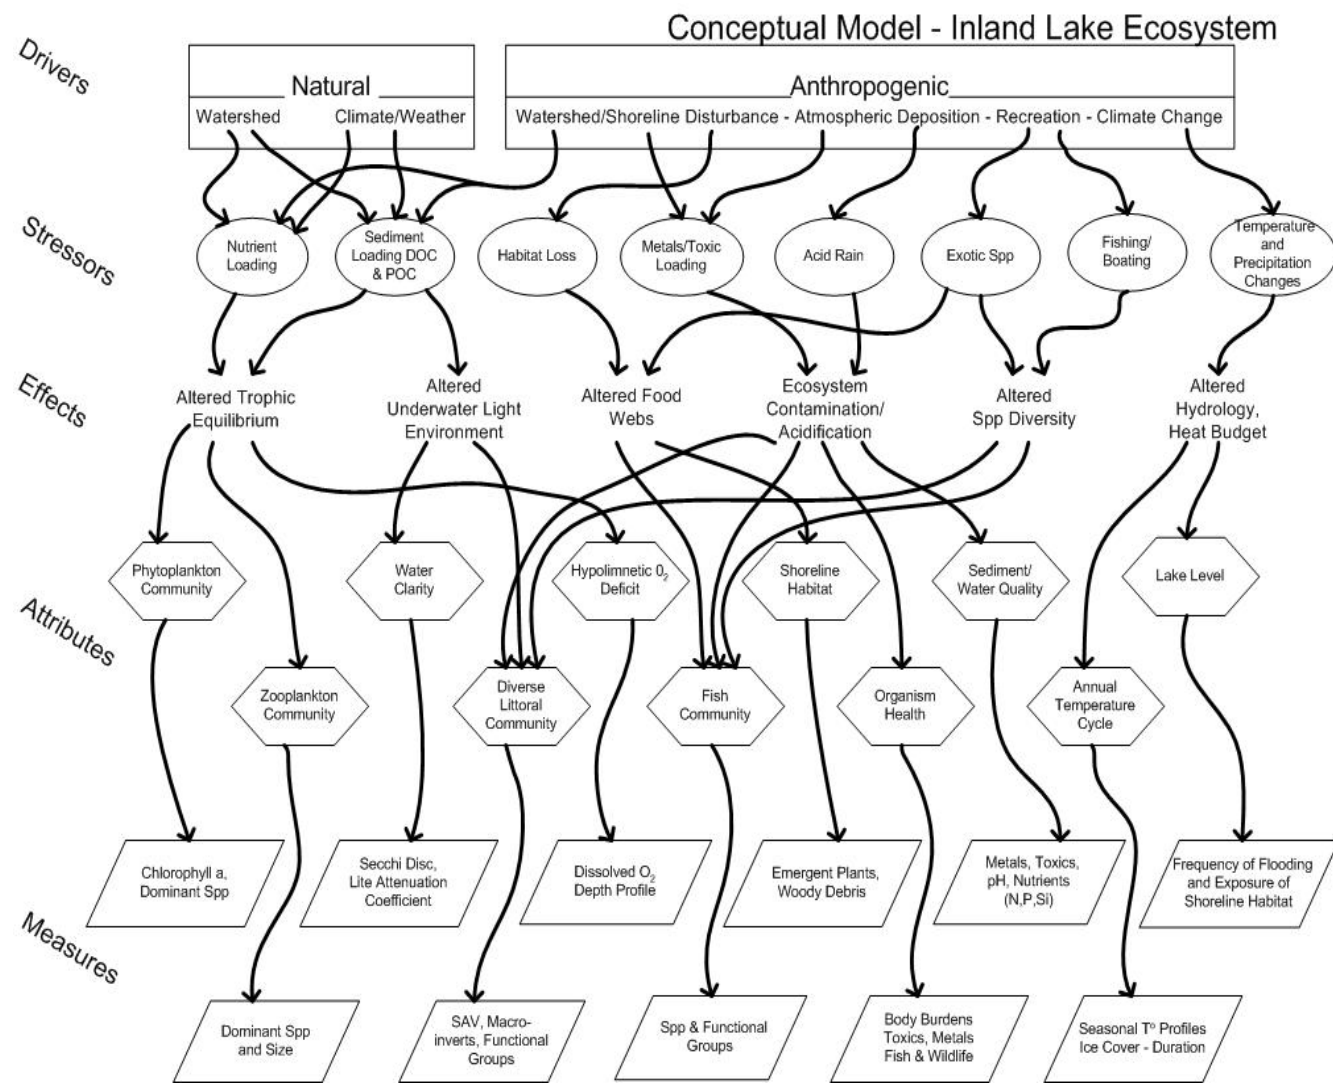 Conceptual Model - Inland Lake Ecosystem
Drivers
Natural
Anthropogenic
Watershed
Climate/Weather
Watershed/Shoreline Disturbance - Atmospheric Deposition - Recreation - Climate Change
Stressors
Nutrient
Loading
Sediment
Loading DOC
& POC
Habitat Loss
Metals/Toxic
Loading
Acid Rain
Exotic Spp
Fishing/
Boating
Temperature
and
Precipitation
Changes
Effects
Altered Trophic
Equilibrium
Altered
Underwater Light
Environment
Altered Food
Webs
Ecosystem
Contamination/
Acidification
Altered
Spp Diversity
Altered
Hydrology,
Heat Budget
Attributes
Phytoplankton
Community
Water
Clarity
Hypolimnetic 0₂
Deficit
Shoreline
Habitat
Sediment/
Water Quality
Lake Level
Zooplankton
Community
Diverse
Littoral
Community
Fish
Community
Organism
Health
Annual
Temperature
Cycle
Measures
Chlorophyll a,
Dominant Spp
Secchi Disc,
Lite Attenuation
Coefficient
Dissolved O₂
Depth Profile
Emergent Plants,
Woody Debris
Metals, Toxics,
pH, Nutrients
(N,P,Si)
Frequency of Flooding
and Exposure of
Shoreline Habitat
Dominant Spp
and Size
SAV, Macro-
inverts, Functional
Groups
Spp & Functional
Groups
Body Burdens
Toxics, Metals
Fish & Wildlife
Seasonal Tº Profiles
Ice Cover - Duration